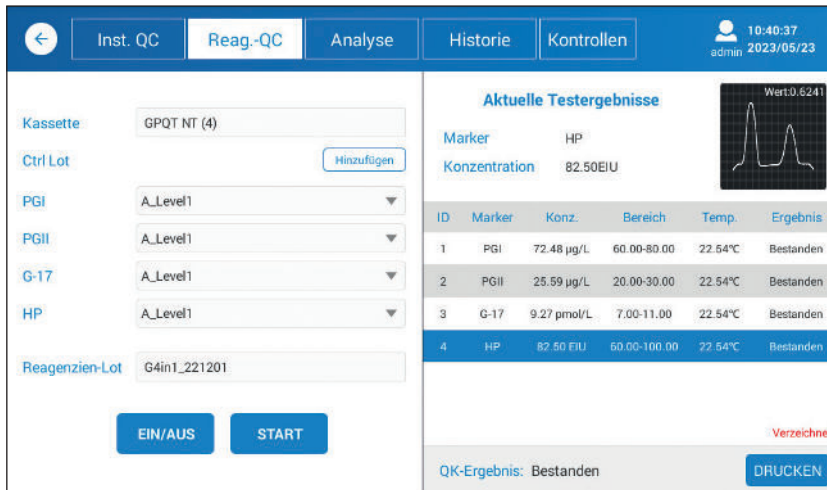 Inst. QC Reag.-QC Analyse Historie Kontrollen 10:40:37
admin 2023/05/23
Kassette GPQT NT (4)
Ctrl Lot Hinzufügen
PGI A_Level1
PGII A_Level1
G-17 A_Level1
HP A_Level1
Reagenzien-Lot G4in1_221201
EIN/AUS START
Aktuelle Testergebnisse
Wert:0.6241
Marker HP
Konzentration 82.50EIU
ID Marker Konz. Bereich Temp. Ergebnis
1 PGI 72.48 µg/L 60.00-80.00 22.54℃ Bestanden
2 PGII 25.59 µg/L 20.00-30.00 22.54℃ Bestanden
3 G-17 9.27 pmol/L 7.00-11.00 22.54℃ Bestanden
4 HP 82.50 EIU 60.00-100.00 22.54℃ Bestanden
Verzeichne
QK-Ergebnis: Bestanden DRUCKEN